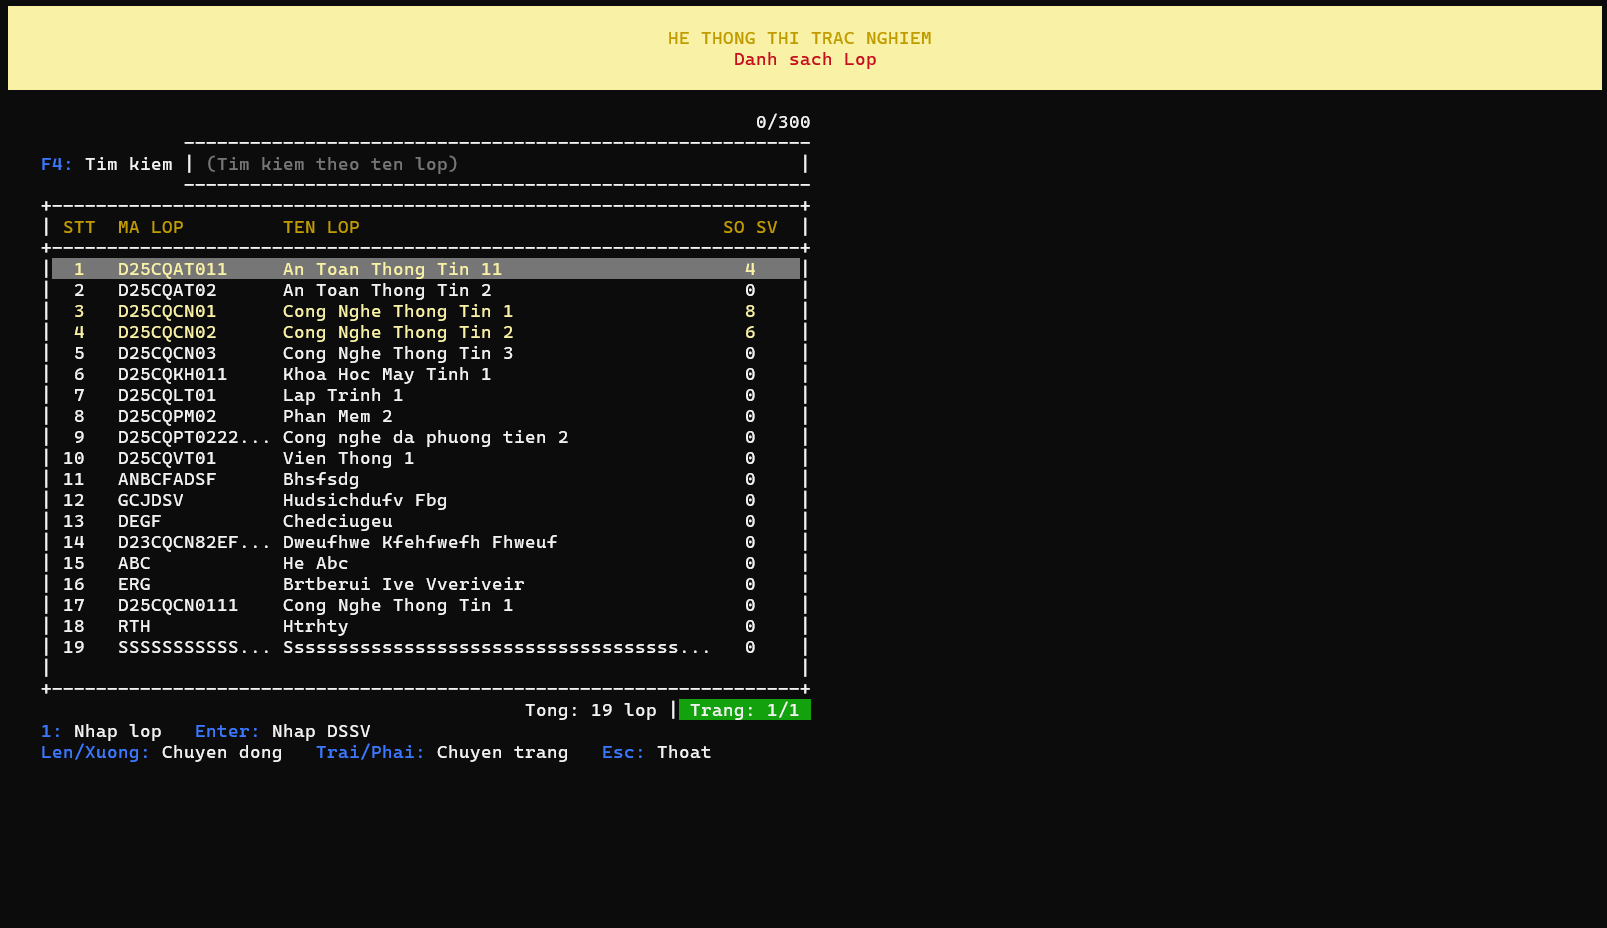 HE THONG THI TRAC NGHIEM
Danh sach Lop
0/300
F4: Tim kiem | (Tim kiem theo ten lop) |
STT MA LOP TEN LOP SO SV
1 D25CQAT011 An Toan Thong Tin 11 4
2 D25CQAT02 An Toan Thong Tin 2 0
3 D25CQCN01 Cong Nghe Thong Tin 1 8
4 D25CQCN02 Cong Nghe Thong Tin 2 6
5 D25CQCN03 Cong Nghe Thong Tin 3 0
6 D25CQKH011 Khoa Hoc May Tinh 1 0
7 D25CQLT01 Lap Trinh 1 0
8 D25CQPM02 Phan Mem 2 0
9 D25CQPT0222... Cong nghe da phuong tien 2 0
10 D25CQVT01 Vien Thong 1 0
11 ANBCFADSF Bhsfsdg 0
12 GCJDSV Hudsichdufv Fbg 0
13 DEGF Chedciugeu 0
14 D23CQCN82EF... Dweufhwe Kfehfwefh Fhweuf 0
15 ABC He Abc 0
16 ERG Brtberui Ive Vveriveir 0
17 D25CQCN0111 Cong Nghe Thong Tin 1 0
18 RTH Htrhty 0
19 SSSSSSSSSSS... Sssssssssssssssssssssssssssssssssssss... 0
Tong: 19 lop | Trang: 1/1
1: Nhap lop Enter: Nhap DSSV
Len/Xuong: Chuyen dong Trai/Phai: Chuyen trang Esc: Thoat